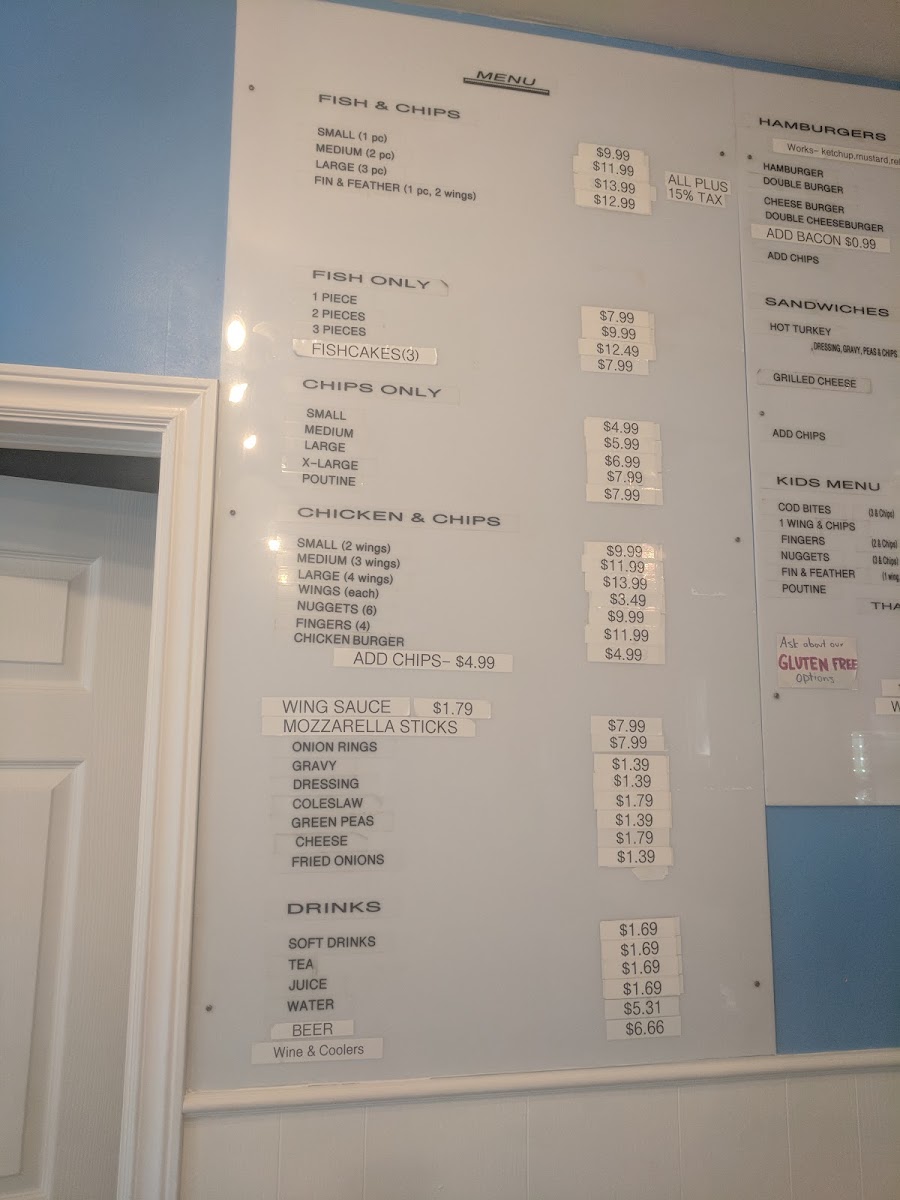 MENU
FISH & CHIPS
SMALL (1 pc) $9.99
MEDIUM (2 pc) $11.99
LARGE (3 pc) $13.99
FIN & FEATHER (1 pc, 2 wings) $12.99
ALL PLUS
15% TAX
FISH ONLY
1 PIECE $7.99
2 PIECES $9.99
3 PIECES $12.49
FISHCAKES(3) $7.99
CHIPS ONLY
SMALL $4.99
MEDIUM $5.99
LARGE $6.99
X-LARGE $7.99
POUTINE $7.99
CHICKEN & CHIPS
SMALL (2 wings) $9.99
MEDIUM (3 wings) $11.99
LARGE (4 wings) $13.99
WINGS (each) $3.49
NUGGETS (6) $9.99
FINGERS (4) $11.99
CHICKEN BURGER $4.99
ADD CHIPS- $4.99
WING SAUCE $1.79
MOZZARELLA STICKS $7.99
ONION RINGS $7.99
GRAVY $1.39
DRESSING $1.39
COLESLAW $1.79
GREEN PEAS $1.39
CHEESE $1.79
FRIED ONIONS $1.39
DRINKS
SOFT DRINKS $1.69
TEA $1.69
JUICE $1.69
WATER $1.69
BEER $5.31
Wine & Coolers $6.66
HAMBURGERS
Works- ketchup,mustard,rel
HAMBURGER
DOUBLE BURGER
CHEESE BURGER
DOUBLE CHEESEBURGER
ADD BACON $0.99
ADD CHIPS
SANDWICHES
HOT TURKEY
DRESSING, GRAVY, PEAS & CHIPS
GRILLED CHEESE
ADD CHIPS
KIDS MENU
COD BITES (3 & Chips)
1 WING & CHIPS
FINGERS (2 & Chips)
NUGGETS (3 & Chips)
FIN & FEATHER (1 wing,
POUTINE
THA
Ask about our
GLUTEN FREE
options
W